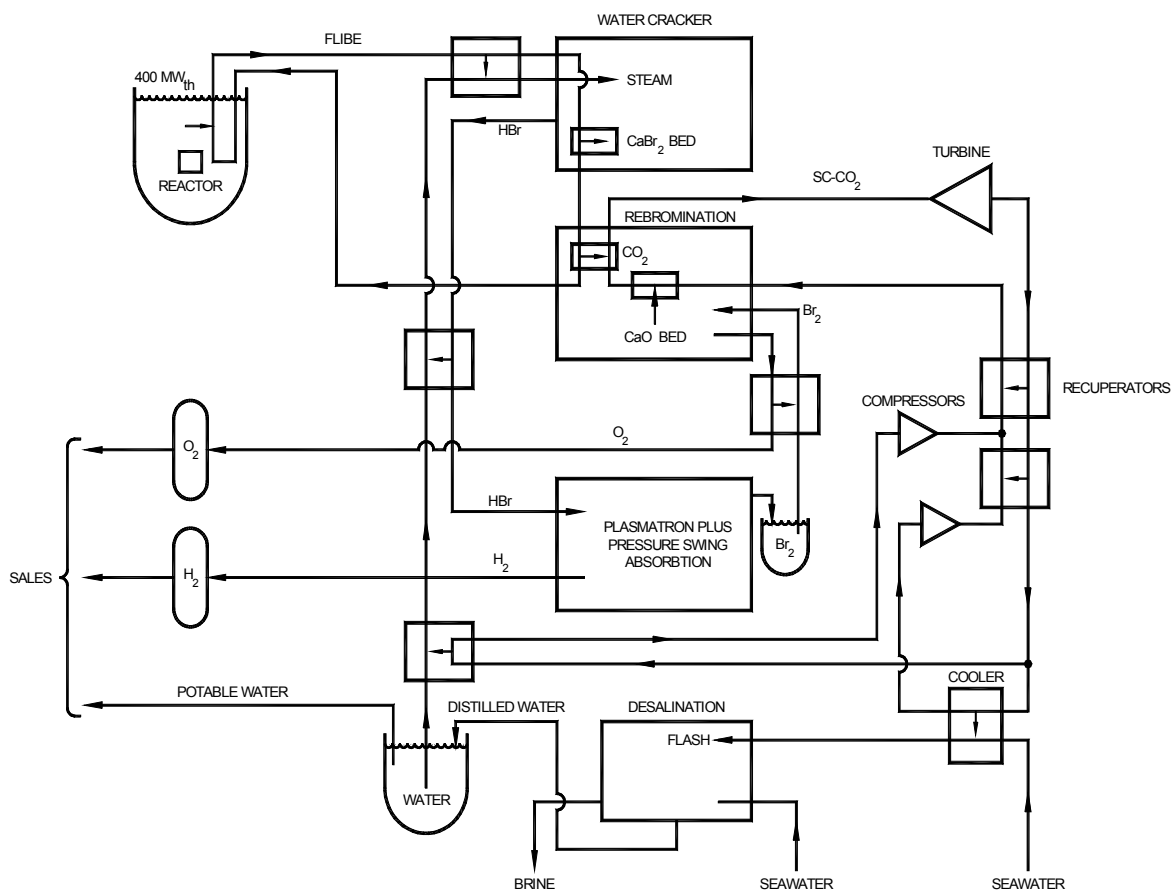 WATER CRACKER
FLIBE
400 MWth
STEAM
HBr
CaBr2 BED
TURBINE
REACTOR
SC-CO2
REBROMINATION
CO2
Br2
CaO BED
RECUPERATORS
COMPRESSORS
O2
O2
HBr
PLASMATRON PLUS
PRESSURE SWING
ABSORBTION
Br2
H2
H2
SALES
COOLER
POTABLE WATER
DISTILLED WATER
DESALINATION
FLASH
WATER
BRINE
SEAWATER
SEAWATER